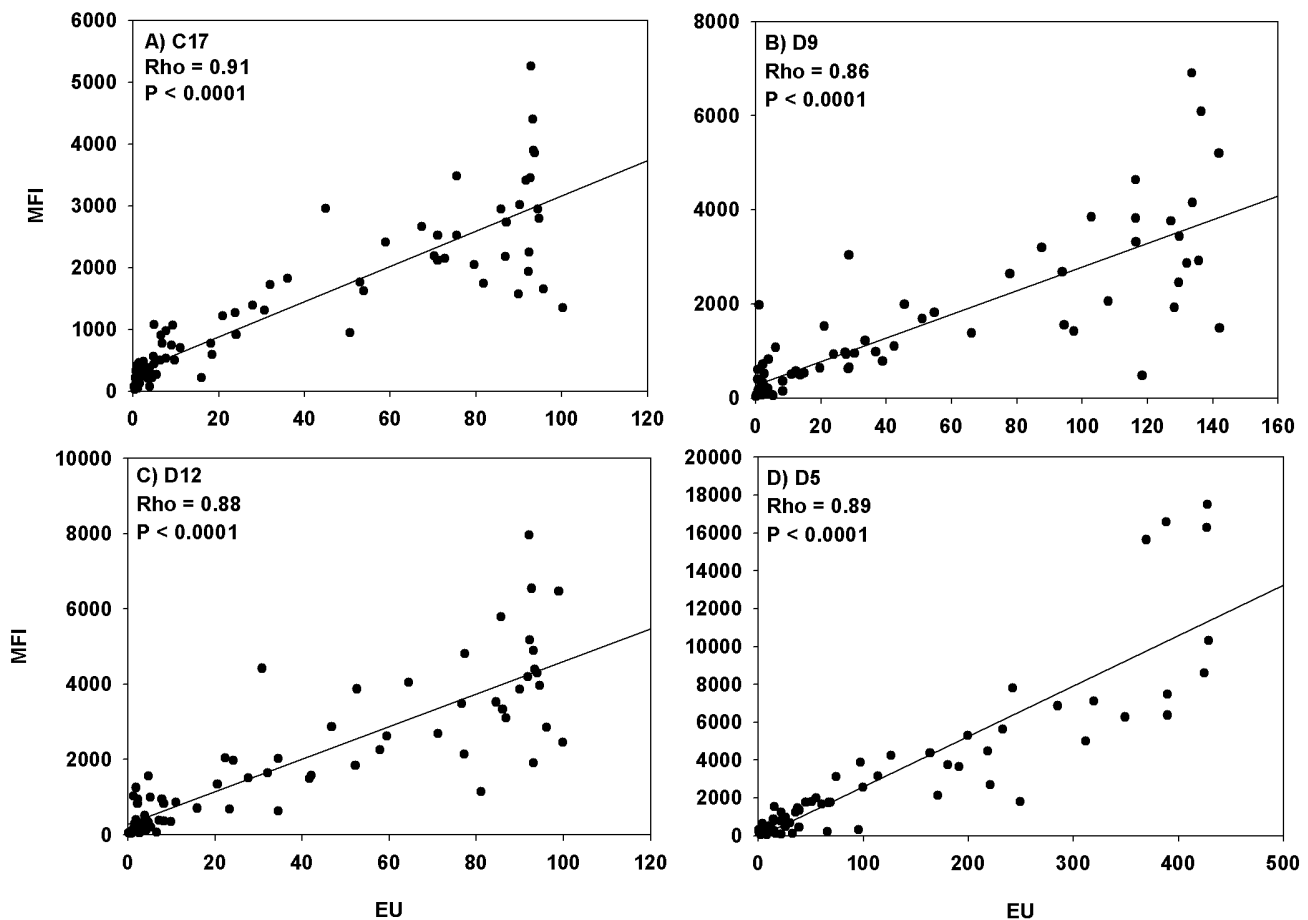 A) C17
Rho = 0.91
P < 0.0001
MFI
6000
5000
4000
3000
2000
1000
0
0 20 40 60 80 100 120
B) D9
Rho = 0.86
P < 0.0001
8000
6000
4000
2000
0
0 20 40 60 80 100 120 140 160
C) D12
Rho = 0.88
P < 0.0001
MFI
10000
8000
6000
4000
2000
0
0 20 40 60 80 100 120
EU
D) D5
Rho = 0.89
P < 0.0001
20000
18000
16000
14000
12000
10000
8000
6000
4000
2000
0
0 100 200 300 400 500
EU